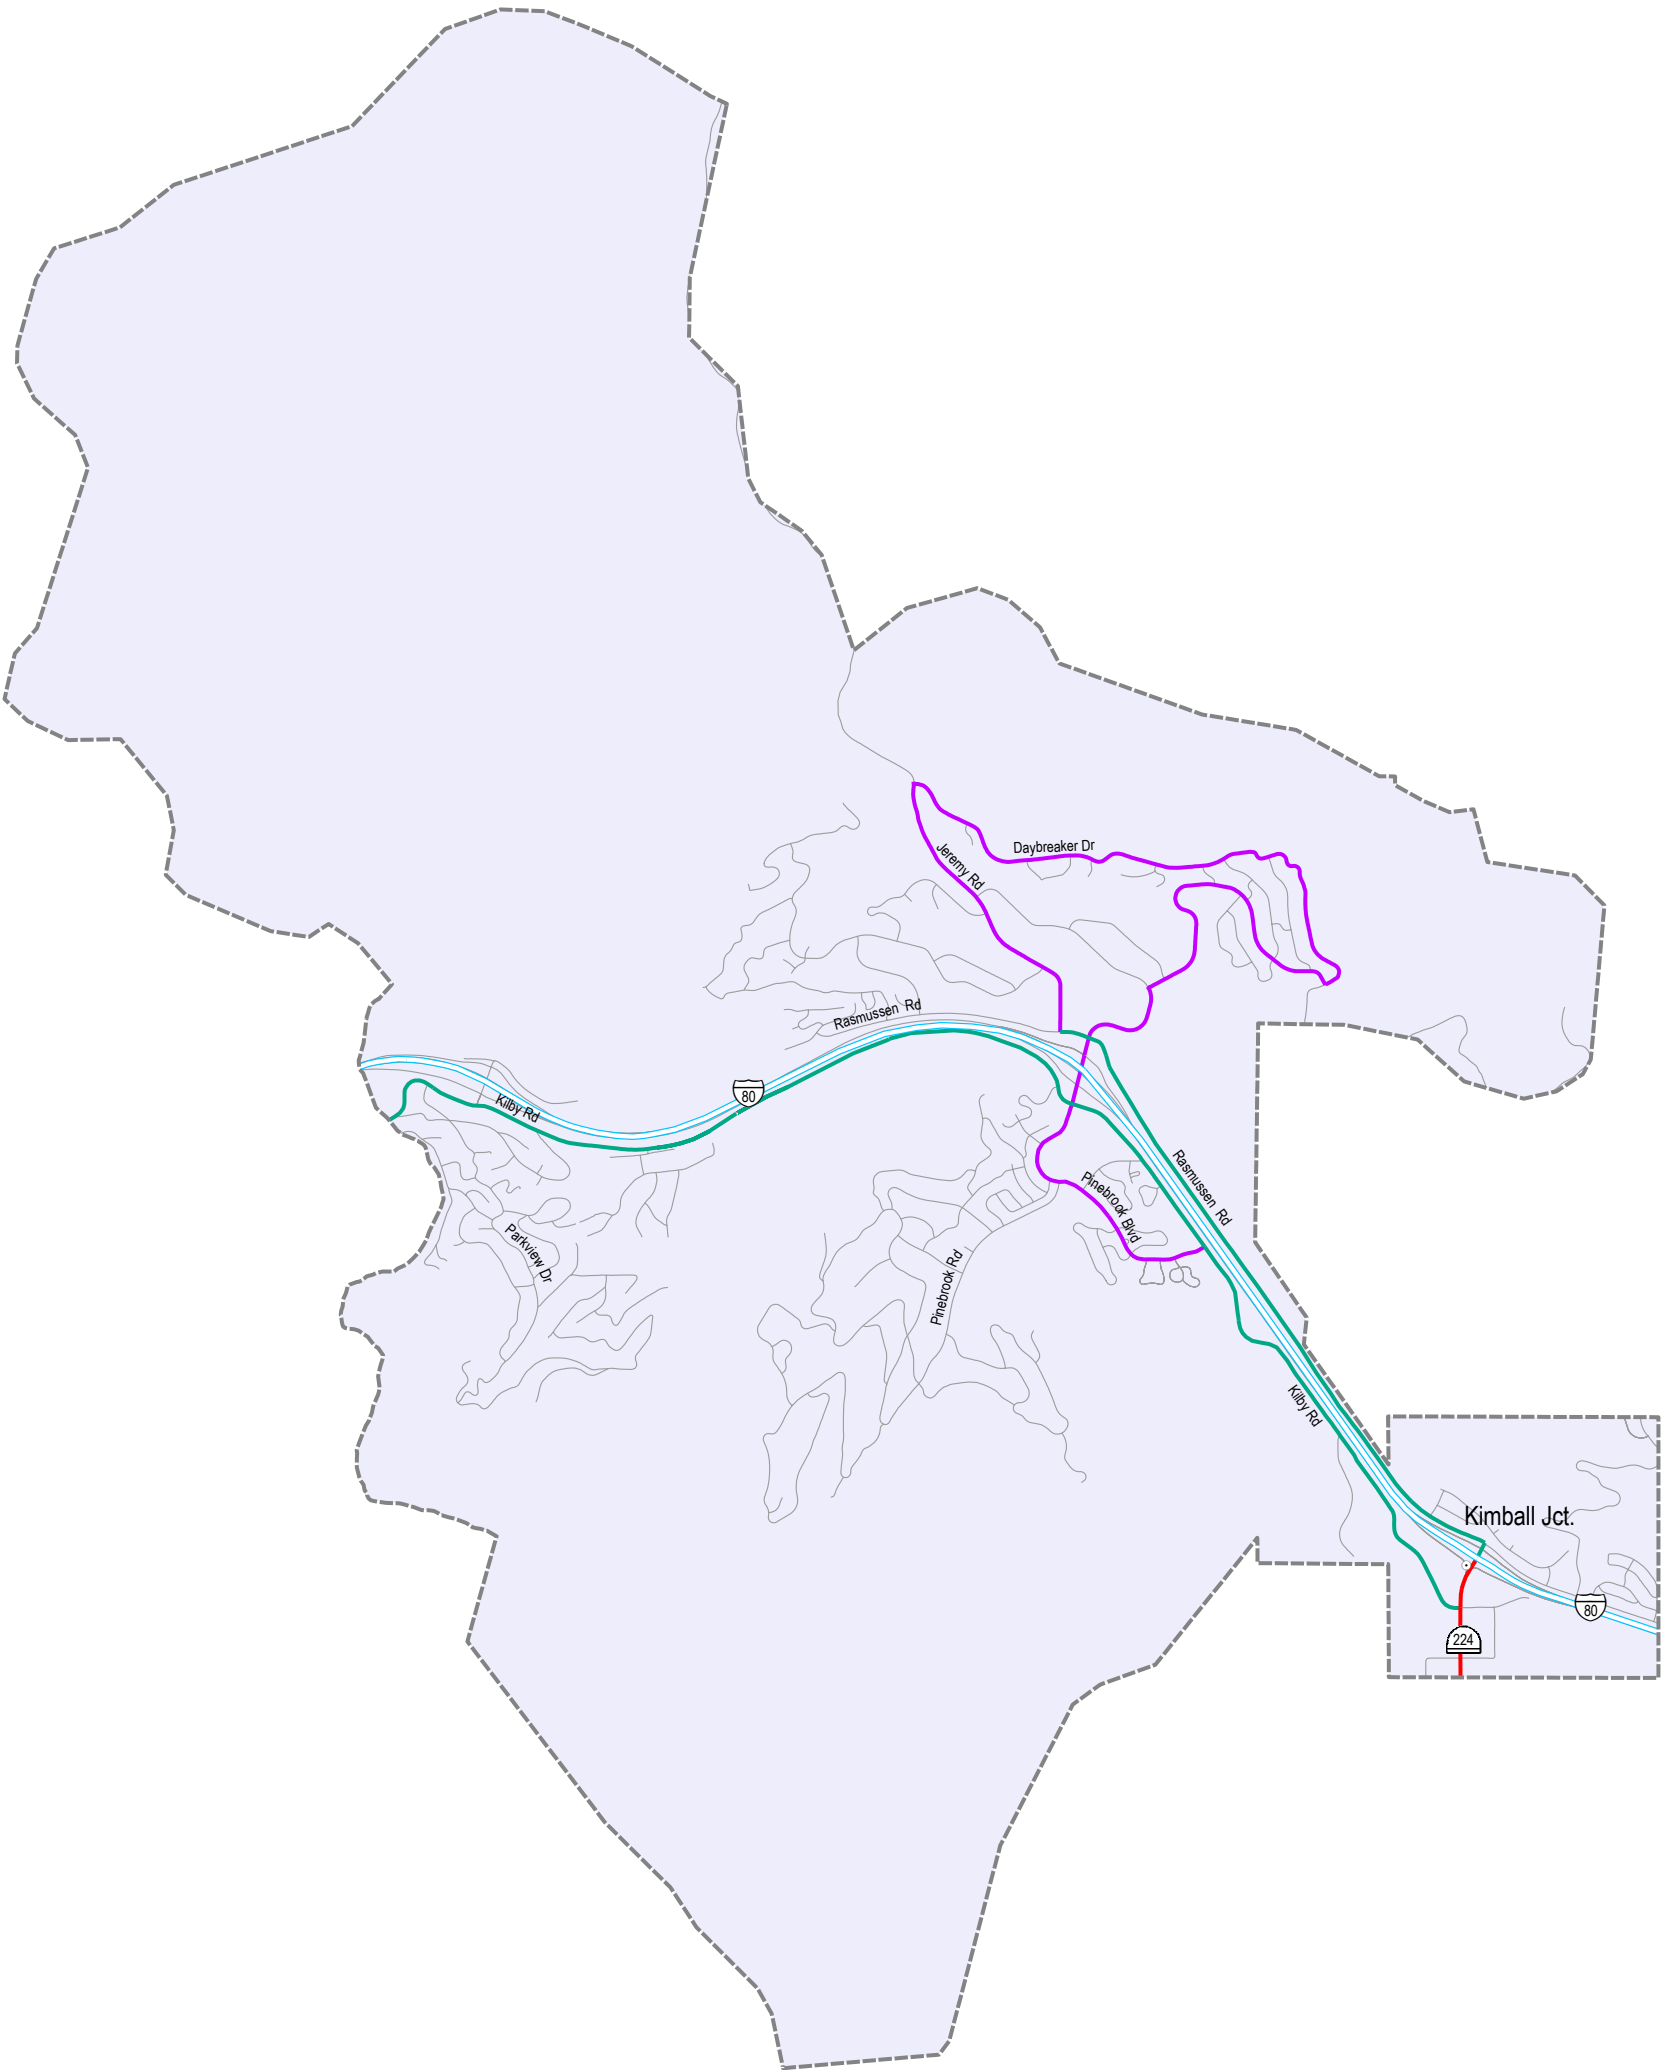 Daybreaker Dr
Jeremy Rd
Rasmussen Rd
80
Kilby Rd
Rasmussen Rd
Pinebrook Blvd
Parkview Dr
Pinebrook Rd
Kilby Rd
Kimball Jct.
80
224